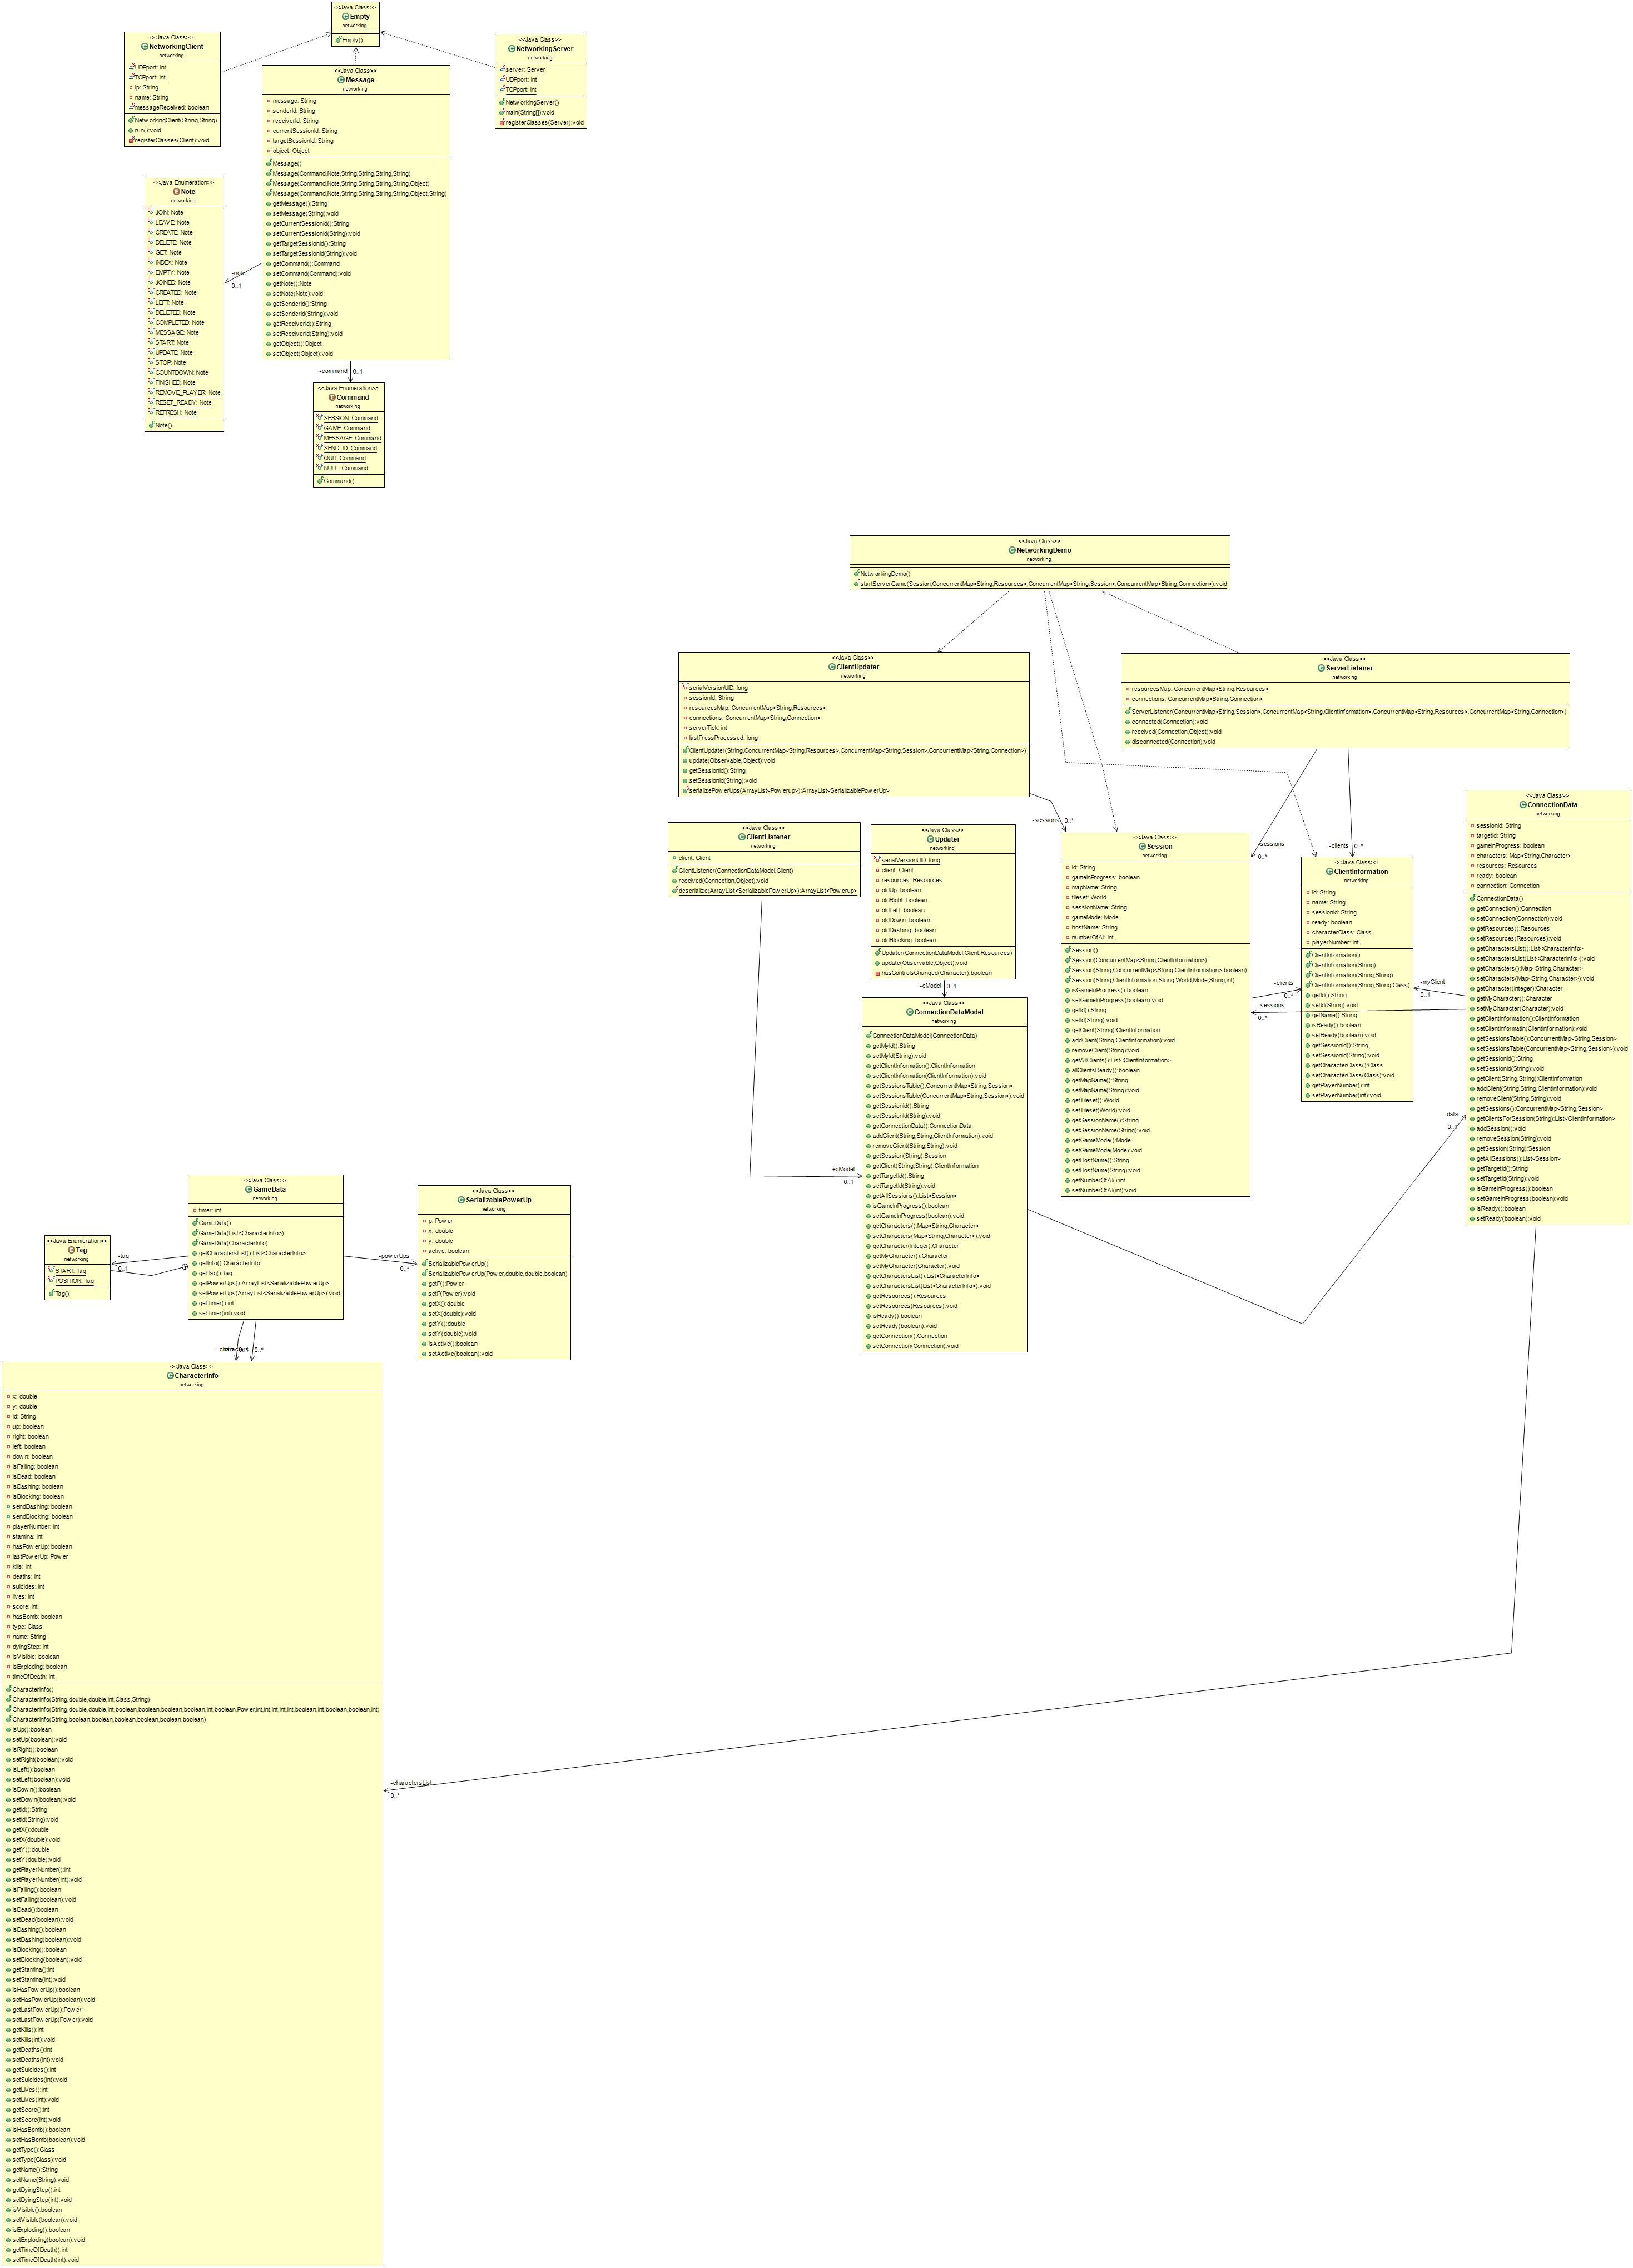 <<Java Class>>
Empty
networking
Empty()
<<Java Class>>
NetworkingClient
networking
UDPport: int
TCPport: int
ip: String
name: String
messageReceived: boolean
NetworkingClient(String,String)
run():void
registerClasses(Client):void
<<Java Class>>
Message
networking
message: String
senderId: String
receiverId: String
currentSessionId: String
targetSessionId: String
object: Object
Message()
Message(Command,Note,String,String,String,String)
Message(Command,Note,String,String,String,String,Object)
Message(Command,Note,String,String,String,String,Object,String)
getMessage():String
setMessage(String):void
getCurrentSessionId():String
setCurrentSessionId(String):void
getTargetSessionId():String
setTargetSessionId(String):void
getCommand():Command
setCommand(Command):void
getNote():Note
setNote(Note):void
getSenderId():String
setSenderId(String):void
getReceiverId():String
setReceiverId(String):void
getObject():Object
setObject(Object):void
<<Java Class>>
NetworkingServer
networking
server: Server
UDPport: int
TCPport: int
NetworkingServer()
main(String[]):void
registerClasses(Server):void
<<Java Enumeration>>
Note
networking
JOIN: Note
LEAVE: Note
CREATE: Note
DELETE: Note
GET: Note
INDEX: Note
EMPTY: Note
JOINED: Note
CREATED: Note
LEFT: Note
DELETED: Note
COMPLETED: Note
MESSAGE: Note
START: Note
UPDATE: Note
STOP: Note
COUNTDOWN: Note
FINISHED: Note
REMOVE_PLAYER: Note
RESET_READY: Note
REFRESH: Note
Note()
-note
0..1
-command
0..1
<<Java Enumeration>>
Command
networking
SESSION: Command
GAME: Command
MESSAGE: Command
SEND_ID: Command
QUIT: Command
NULL: Command
Command()
<<Java Class>>
NetworkingDemo
networking
NetworkingDemo()
startServerGame(Session,ConcurrentMap<String,Resources>,ConcurrentMap<String,Session>,ConcurrentMap<String,Connection>):void
<<Java Class>>
ClientUpdater
networking
serialVersionUID: long
sessionId: String
resourcesMap: ConcurrentMap<String,Resources>
connections: ConcurrentMap<String,Connection>
serverTick: int
lastPressProcessed: long
ClientUpdater(String,ConcurrentMap<String,Resources>,ConcurrentMap<String,Session>,ConcurrentMap<String,Connection>)
update(Observable,Object):void
getSessionId():String
setSessionId(String):void
serializePowerUps(ArrayList<Powerup>):ArrayList<SerializablePowerUp>
<<Java Class>>
ServerListener
networking
resourcesMap: ConcurrentMap<String,Resources>
connections: ConcurrentMap<String,Connection>
ServerListener(ConcurrentMap<String,Session>,ConcurrentMap<String,ClientInformation>,ConcurrentMap<String,Resources>,ConcurrentMap<String,Connection>)
connected(Connection):void
received(Connection,Object):void
disconnected(Connection):void
-sessions
0..*
-sessions
0..*
-clients
0..*
<<Java Class>>
ClientListener
networking
client: Client
ClientListener(ConnectionDataModel,Client)
received(Connection,Object):void
deserialize(ArrayList<SerializablePowerUp>):ArrayList<Powerup>
<<Java Class>>
Updater
networking
serialVersionUID: long
client: Client
resources: Resources
oldUp: boolean
oldRight: boolean
oldLeft: boolean
oldDown: boolean
oldDashing: boolean
oldBlocking: boolean
Updater(ConnectionDataModel,Client,Resources)
update(Observable,Object):void
hasControlsChanged(Character):boolean
-cModel
0..1
<<Java Class>>
Session
networking
id: String
gameInProgress: boolean
mapName: String
tileset: World
sessionName: String
gameMode: Mode
hostName: String
numberOfAI: int
Session()
Session(ConcurrentMap<String,ClientInformation>)
Session(String,ConcurrentMap<String,ClientInformation>,boolean)
Session(String,ClientInformation,String,World,Mode,String,int)
isGameInProgress():boolean
setGameInProgress(boolean):void
getId():String
setId(String):void
getClient(String):ClientInformation
addClient(String,ClientInformation):void
removeClient(String):void
getAllClients():List<ClientInformation>
allClientsReady():boolean
getMapName():String
setMapName(String):void
getTileset():World
setTileset(World):void
getSessionName():String
setSessionName(String):void
getGameMode():Mode
setGameMode(Mode):void
getHostName():String
setHostName(String):void
getNumberOfAI():int
setNumberOfAI(int):void
-clients
0..*
-sessions
0..*
<<Java Class>>
ClientInformation
networking
id: String
name: String
sessionId: String
ready: boolean
characterClass: Class
playerNumber: int
ClientInformation()
ClientInformation(String)
ClientInformation(String,String)
ClientInformation(String,String,Class)
getId():String
setId(String):void
getName():String
isReady():boolean
setReady(boolean):void
getSessionId():String
setSessionId(String):void
getCharacterClass():Class
setCharacterClass(Class):void
getPlayerNumber():int
setPlayerNumber(int):void
-myClient
0..1
<<Java Class>>
ConnectionData
networking
sessionId: String
targetId: String
gameInProgress: boolean
characters: Map<String,Character>
resources: Resources
ready: boolean
connection: Connection
ConnectionData()
getConnection():Connection
setConnection(Connection):void
getResources():Resources
setResources(Resources):void
getCharactersList():List<CharacterInfo>
setCharactersList(List<CharacterInfo>):void
getCharacters():Map<String,Character>
setCharacters(Map<String,Character>):void
getCharacter(Integer):Character
getMyCharacter():Character
setMyCharacter(Character):void
getClientInformation():ClientInformation
setClientInformatin(ClientInformation):void
getSessionsTable():ConcurrentMap<String,Session>
setSessionsTable(ConcurrentMap<String,Session>):void
getSessionId():String
setSessionId(String):void
getClient(String,String):ClientInformation
addClient(String,String,ClientInformation):void
removeClient(String,String):void
getSessions():ConcurrentMap<String,Session>
getClientsForSession(String):List<ClientInformation>
addSession():void
removeSession(String):void
getSession(String):Session
getAllSessions():List<Session>
getTargetId():String
setTargetId(String):void
isGameInProgress():boolean
setGameInProgress(boolean):void
isReady():boolean
setReady(boolean):void
-data
0..1
<<Java Class>>
ConnectionDataModel
networking
ConnectionDataModel(ConnectionData)
getMyId():String
setMyId(String):void
getClientInformation():ClientInformation
setClientInformation(ClientInformation):void
getSessionsTable():ConcurrentMap<String,Session>
setSessionsTable(ConcurrentMap<String,Session>):void
getSessionId():String
setSessionId(String):void
getConnectionData():ConnectionData
addClient(String,String,ClientInformation):void
removeClient(String,String):void
getSession(String):Session
getClient(String,String):ClientInformation
getTargetId():String
setTargetId(String):void
getAllSessions():List<Session>
isGameInProgress():boolean
setGameInProgress(boolean):void
getCharacters():Map<String,Character>
setCharacters(Map<String,Character>):void
getCharacter(Integer):Character
getMyCharacter():Character
setMyCharacter(Character):void
getCharactersList():List<CharacterInfo>
setCharactersList(List<CharacterInfo>):void
getResources():Resources
setResources(Resources):void
isReady():boolean
setReady(boolean):void
getConnection():Connection
setConnection(Connection):void
+cModel
0..1
<<Java Class>>
GameData
networking
timer: int
GameData()
GameData(List<CharacterInfo>)
GameData(CharacterInfo)
getCharactersList():List<CharacterInfo>
getInfo():CharacterInfo
getTag():Tag
getPowerUps():ArrayList<SerializablePowerUp>
setPowerUps(ArrayList<SerializablePowerUp>):void
getTimer():int
setTimer(int):void
<<Java Enumeration>>
Tag
networking
START: Tag
POSITION: Tag
Tag()
-tag
0..1
-powerUps
0..*
<<Java Class>>
SerializablePowerUp
networking
p: Power
x: double
y: double
active: boolean
SerializablePowerUp()
SerializablePowerUp(Power,double,double,boolean)
getP():Power
setP(Power):void
getX():double
setX(double):void
getY():double
setY(double):void
isActive():boolean
setActive(boolean):void
0..*
<<Java Class>>
CharacterInfo
networking
x: double
y: double
id: String
up: boolean
right: boolean
left: boolean
down: boolean
isFalling: boolean
isDead: boolean
isDashing: boolean
isBlocking: boolean
sendDashing: boolean
sendBlocking: boolean
playerNumber: int
stamina: int
hasPowerUp: boolean
lastPowerUp: Power
kills: int
deaths: int
suicides: int
lives: int
score: int
hasBomb: boolean
type: Class
name: String
dyingStep: int
isVisible: boolean
isExploding: boolean
timeOfDeath: int
CharacterInfo()
CharacterInfo(String,double,double,int,Class,String)
CharacterInfo(String,double,double,int,boolean,boolean,boolean,boolean,int,boolean,Power,int,int,int,int,int,boolean,int,boolean,boolean,int)
CharacterInfo(String,boolean,boolean,boolean,boolean,boolean,boolean)
isUp():boolean
setUp(boolean):void
isRight():boolean
setRight(boolean):void
isLeft():boolean
setLeft(boolean):void
isDown():boolean
setDown(boolean):void
getId():String
setId(String):void
getX():double
setX(double):void
getY():double
setY(double):void
getPlayerNumber():int
setPlayerNumber(int):void
isFalling():boolean
setFalling(boolean):void
isDead():boolean
setDead(boolean):void
isDashing():boolean
setDashing(boolean):void
isBlocking():boolean
setBlocking(boolean):void
getStamina():int
setStamina(int):void
isHasPowerUp():boolean
setHasPowerUp(boolean):void
getLastPowerUp():Power
setLastPowerUp(Power):void
getKills():int
setKills(int):void
getDeaths():int
setDeaths(int):void
getSuicides():int
setSuicides(int):void
getLives():int
setLives(int):void
getScore():int
setScore(int):void
isHasBomb():boolean
setHasBomb(boolean):void
getType():Class
setType(Class):void
getName():String
setName(String):void
getDyingStep():int
setDyingStep(int):void
isVisible():boolean
setVisible(boolean):void
isExploding():boolean
setExploding(boolean):void
getTimeOfDeath():int
setTimeOfDeath(int):void
-charactersList
0..*